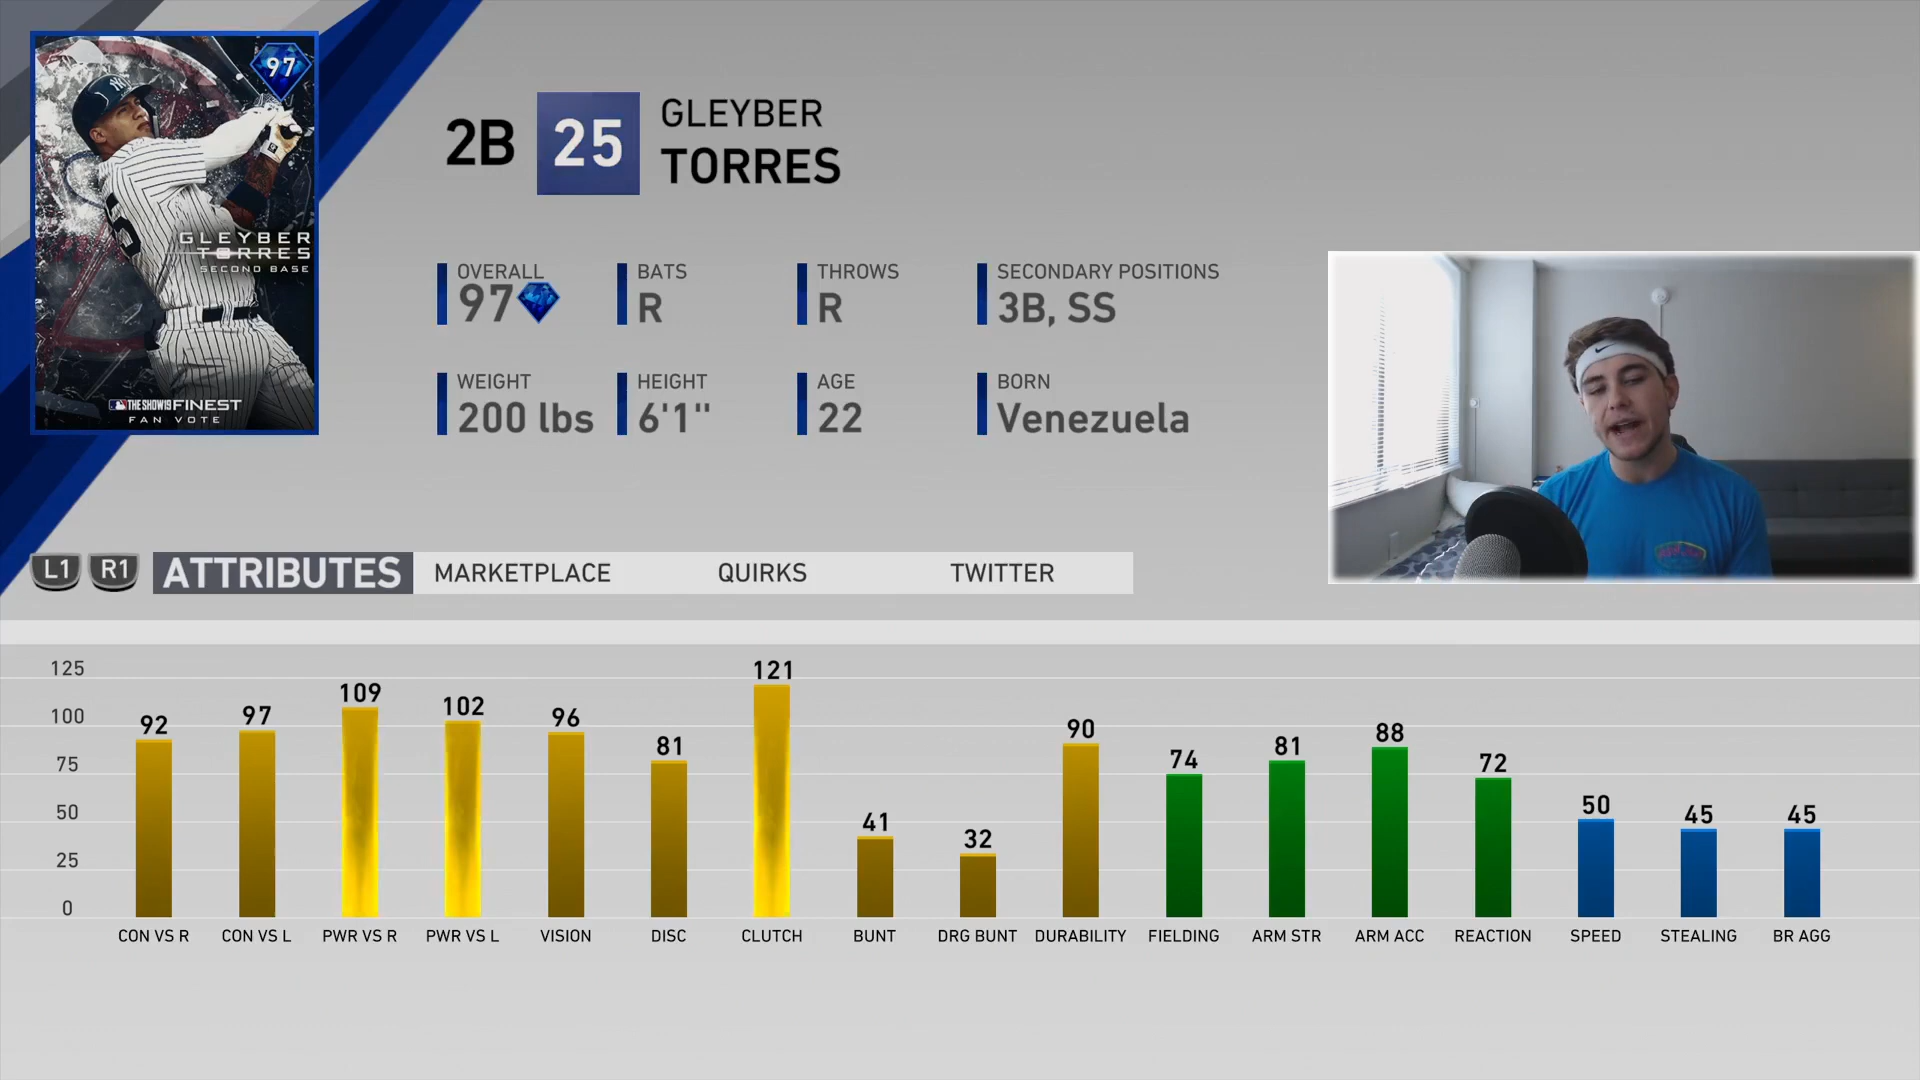 97
GLEYBER
TORRES
SECOND BASE
MLB THE SHOW19 FINEST
FAN VOTE
2B 25 GLEYBER
TORRES
OVERALL BATS THROWS SECONDARY POSITIONS
97 R R 3B, SS
WEIGHT HEIGHT AGE BORN
200 lbs 6'1" 22 Venezuela
L1 R1 ATTRIBUTES MARKETPLACE QUIRKS TWITTER
125
100
75
50
25
0
92 97 109 102 96 81 121 41 32 90 74 81 88 72 50 45 45
CON VS R CON VS L PWR VS R PWR VS L VISION DISC CLUTCH BUNT DRG BUNT DURABILITY FIELDING ARM STR ARM ACC REACTION SPEED STEALING BR AGG